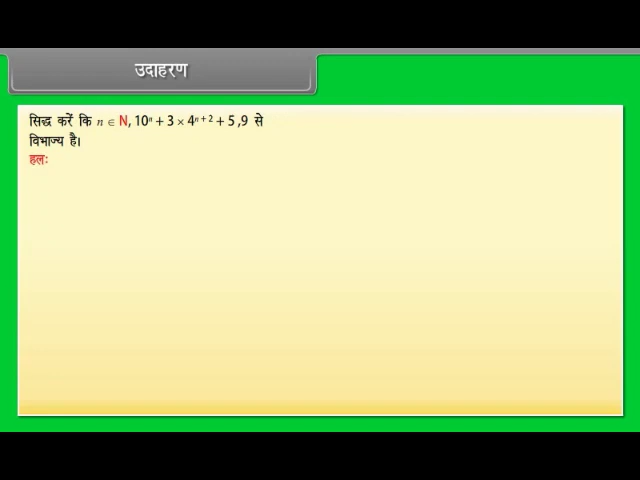 उदाहरण
सिद्ध करें कि n ∈ N, 10ⁿ + 3 × 4ⁿ⁺² + 5 ,9 से
विभाज्य है।
हलः